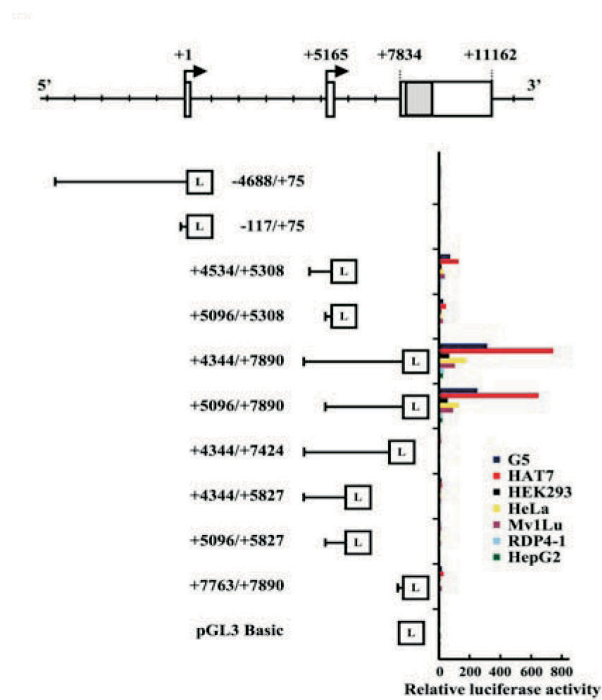 +1 +5165 +7834 +11162
5’ 3’
L -4688/+75
L -117/+75
+4534/+5308 L
+5096/+5308 L
+4344/+7890 L
+5096/+7890 L
+4344/+7424 L
+4344/+5827 L
+5096/+5827 L
+7763/+7890 L
pGL3 Basic L
G5
HAT7
HEK293
HeLa
Mv1Lu
RDP4-1
HepG2
0 200 400 600 800
Relative luciferase activity